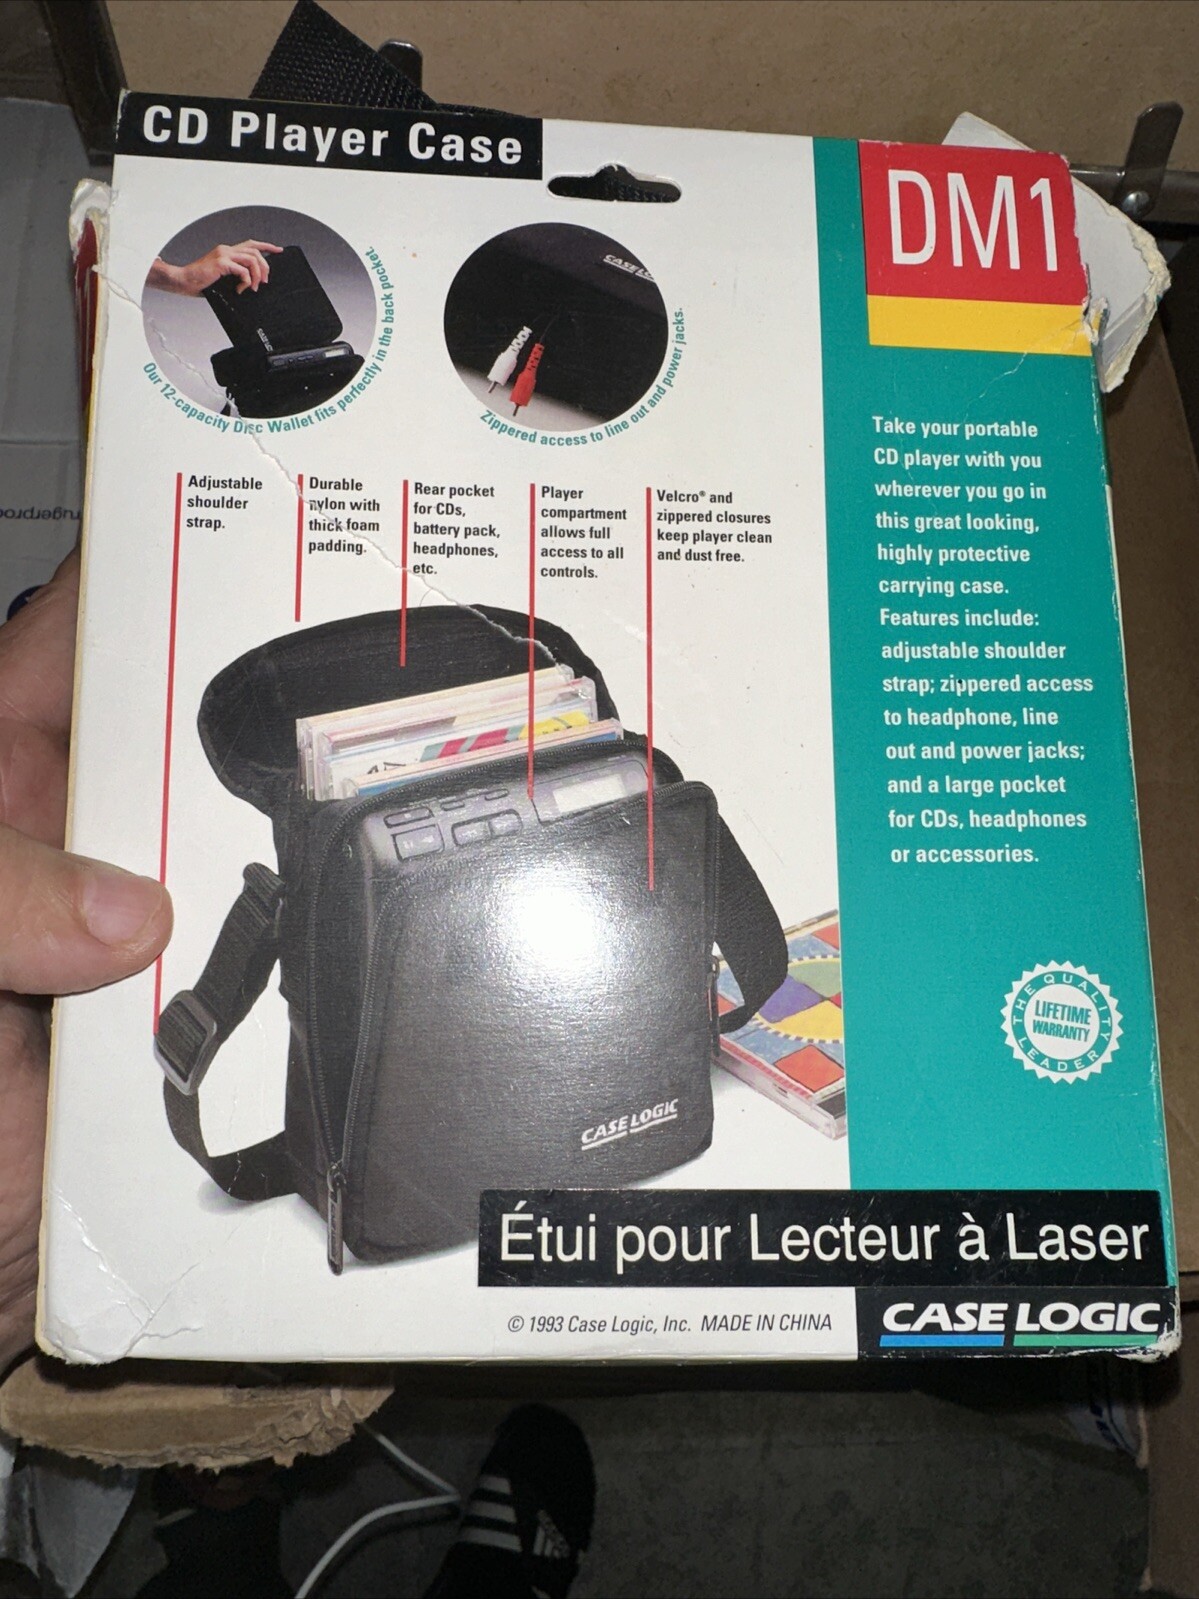 CD Player Case
DM1
CASE LOGIC
Our 12-capacity Disc Wallet fits perfectly in the back pocket.
Zippered access to line out and power jacks.
Adjustable
shoulder
strap.
Durable
nylon with
thick foam
padding.
Rear pocket
for CDs,
battery pack,
headphones,
etc.
Player
compartment
allows full
access to all
controls.
Velcro® and
zippered closures
keep player clean
and dust free.
Take your portable
CD player with you
wherever you go in
this great looking,
highly protective
carrying case.
Features include:
adjustable shoulder
strap; zippered access
to headphone, line
out and power jacks;
and a large pocket
for CDs, headphones
or accessories.
THE QUALITY LEADER
LIFETIME
WARRANTY
CASE LOGIC
Étui pour Lecteur à Laser
© 1993 Case Logic, Inc. MADE IN CHINA
CASE LOGIC